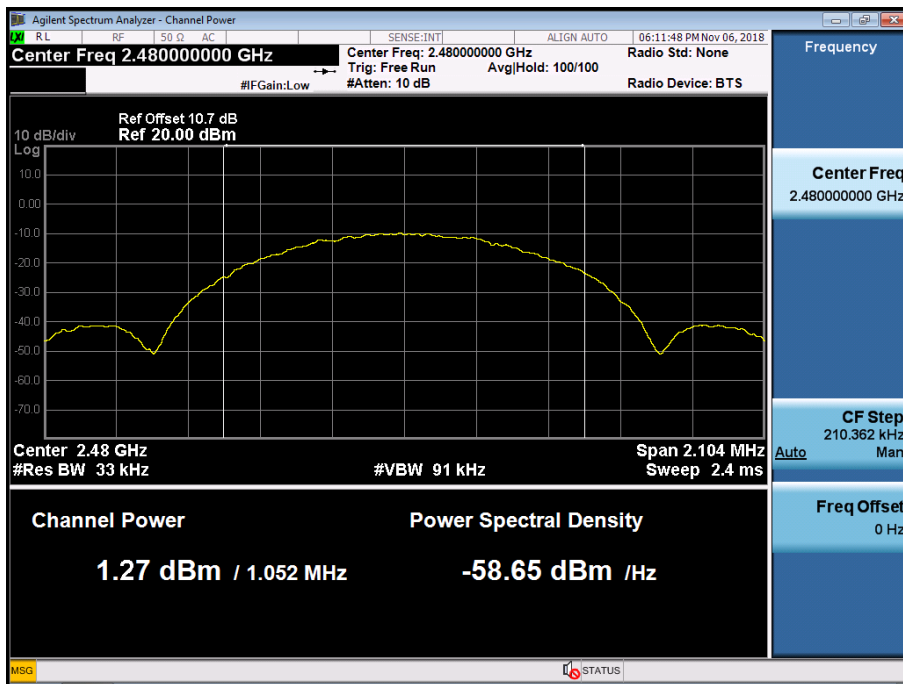 Agilent Spectrum Analyzer - Channel Power
LXI RL RF 50 Ω AC SENSE:INT ALIGN AUTO 06:11:48 PM Nov 06, 2018
Center Freq 2.480000000 GHz
Center Freq: 2.480000000 GHz
Radio Std: None
Trig: Free Run Avg|Hold: 100/100
#IFGain:Low
#Atten: 10 dB
Radio Device: BTS
Ref Offset 10.7 dB
10 dB/div Ref 20.00 dBm
Log
10.0
0.00
-10.0
-20.0
-30.0
-40.0
-50.0
-60.0
-70.0
Center 2.48 GHz Span 2.104 MHz
#Res BW 33 kHz #VBW 91 kHz Sweep 2.4 ms
Channel Power Power Spectral Density
1.27 dBm / 1.052 MHz -58.65 dBm /Hz
MSG STATUS
Frequency
Center Freq
2.480000000 GHz
CF Step
210.362 kHz
Auto Man
Freq Offset
0 Hz